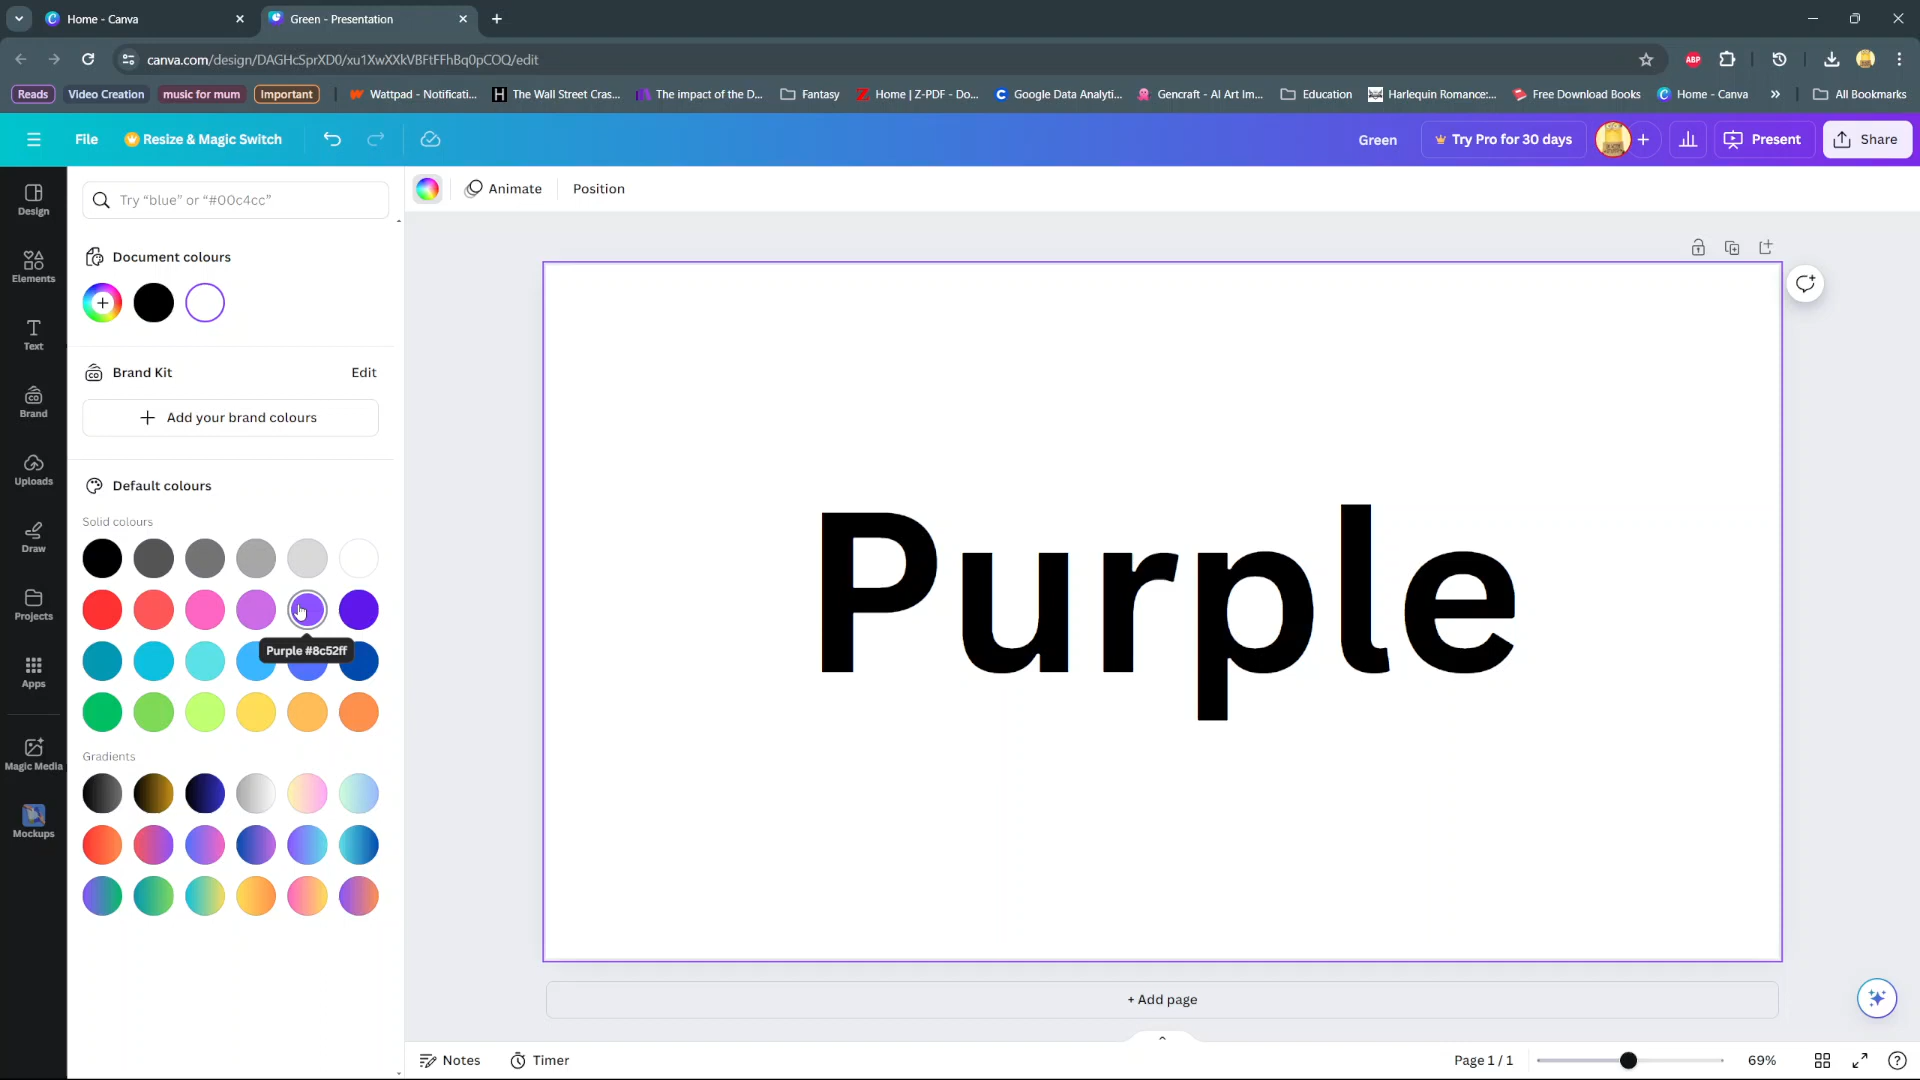 Home - Canva
Green - Presentation
canva.com/design/DAGHcSprXD0/xu1XwXXkVBFtFFhBq0pCOQ/edit
ABP
Reads
Video Creation
music for mum
Important
Wattpad - Notificati...
The Wall Street Cras...
The impact of the D...
Fantasy
Home | Z-PDF - Do...
Google Data Analyti...
Gencraft - AI Art Im...
Education
Harlequin Romance:...
Free Download Books
Home - Canva
All Bookmarks
File
Resize & Magic Switch
Green
Try Pro for 30 days
Present
Share
Design
Elements
Text
Brand
Uploads
Draw
Projects
Apps
Magic Media
Mockups
Try “blue” or “#00c4cc”
Document colours
Brand Kit
Edit
Add your brand colours
Default colours
Solid colours
Purple #8c52ff
Gradients
Animate
Position
Purple
+ Add page
Notes
Timer
Page 1 / 1
69%